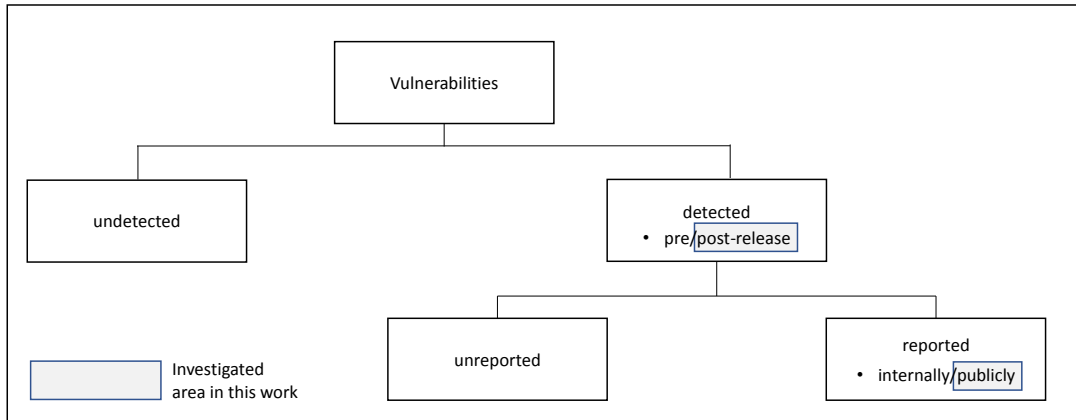 Vulnerabilities
undetected
detected
• pre/post-release
unreported
reported
• internally/publicly
Investigated
area in this work